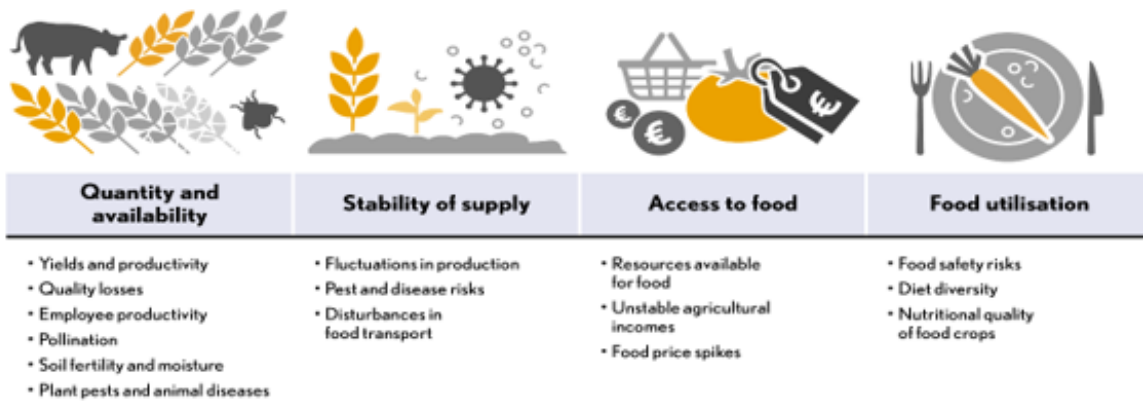 Quantity and
availability
Stability of supply
Access to food
Food utilisation
• Yields and productivity
• Quality losses
• Employee productivity
• Pollination
• Soil fertility and moisture
• Plant pests and animal diseases
• Fluctuations in production
• Pest and disease risks
• Disturbances in
food transport
• Resources available
for food
• Unstable agricultural
incomes
• Food price spikes
• Food safety risks
• Diet diversity
• Nutritional quality
of food crops
€
€
€